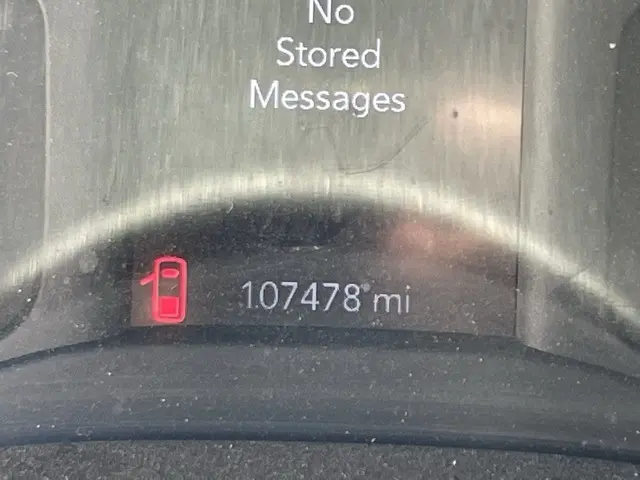 No
Stored
Messages
107478 mi